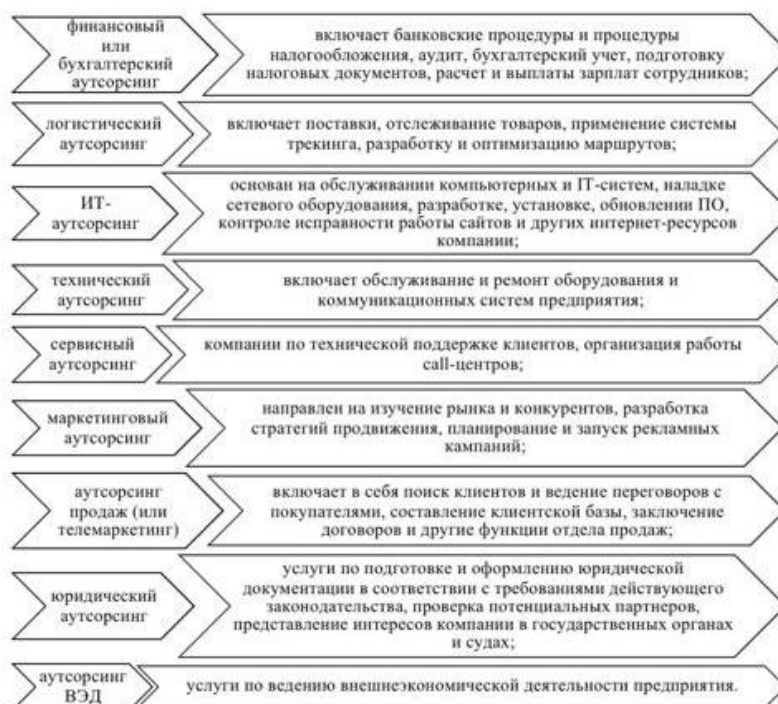 финансовый
или
бухгалтерский
аутсорсинг
включает банковские процедуры и процедуры
налогообложения, аудит, бухгалтерский учет, подготовку
налоговых документов, расчет и выплаты зарплат сотрудников;
логистический
аутсорсинг
включает поставки, отслеживание товаров, применение системы
трекинга, разработку и оптимизацию маршрутов;
ИТ-
аутсорсинг
основан на обслуживании компьютерных и IT-систем, наладке
сетевого оборудования, разработке, установке, обновлении ПО,
контроле исправности работы сайтов и других интернет-ресурсов
компании;
технический
аутсорсинг
включает обслуживание и ремонт оборудования и
коммуникационных систем предприятия;
сервисный
аутсорсинг
компании по технической поддержке клиентов, организация работы
call-центров;
маркетинговый
аутсорсинг
направлен на изучение рынка и конкурентов, разработка
стратегий продвижения, планирование и запуск рекламных
кампаний;
аутсорсинг
продаж (или
телемаркетинг)
включает в себя поиск клиентов и ведение переговоров с
покупателями, составление клиентской базы, заключение
договоров и другие функции отдела продаж;
юридический
аутсорсинг
услуги по подготовке и оформлению юридической
документации в соответствии с требованиями действующего
законодательства, проверка потенциальных партнеров,
представление интересов компании в государственных органах
и судах;
аутсорсинг
ВЭД
услуги по ведению внешнеэкономической деятельности предприятия.